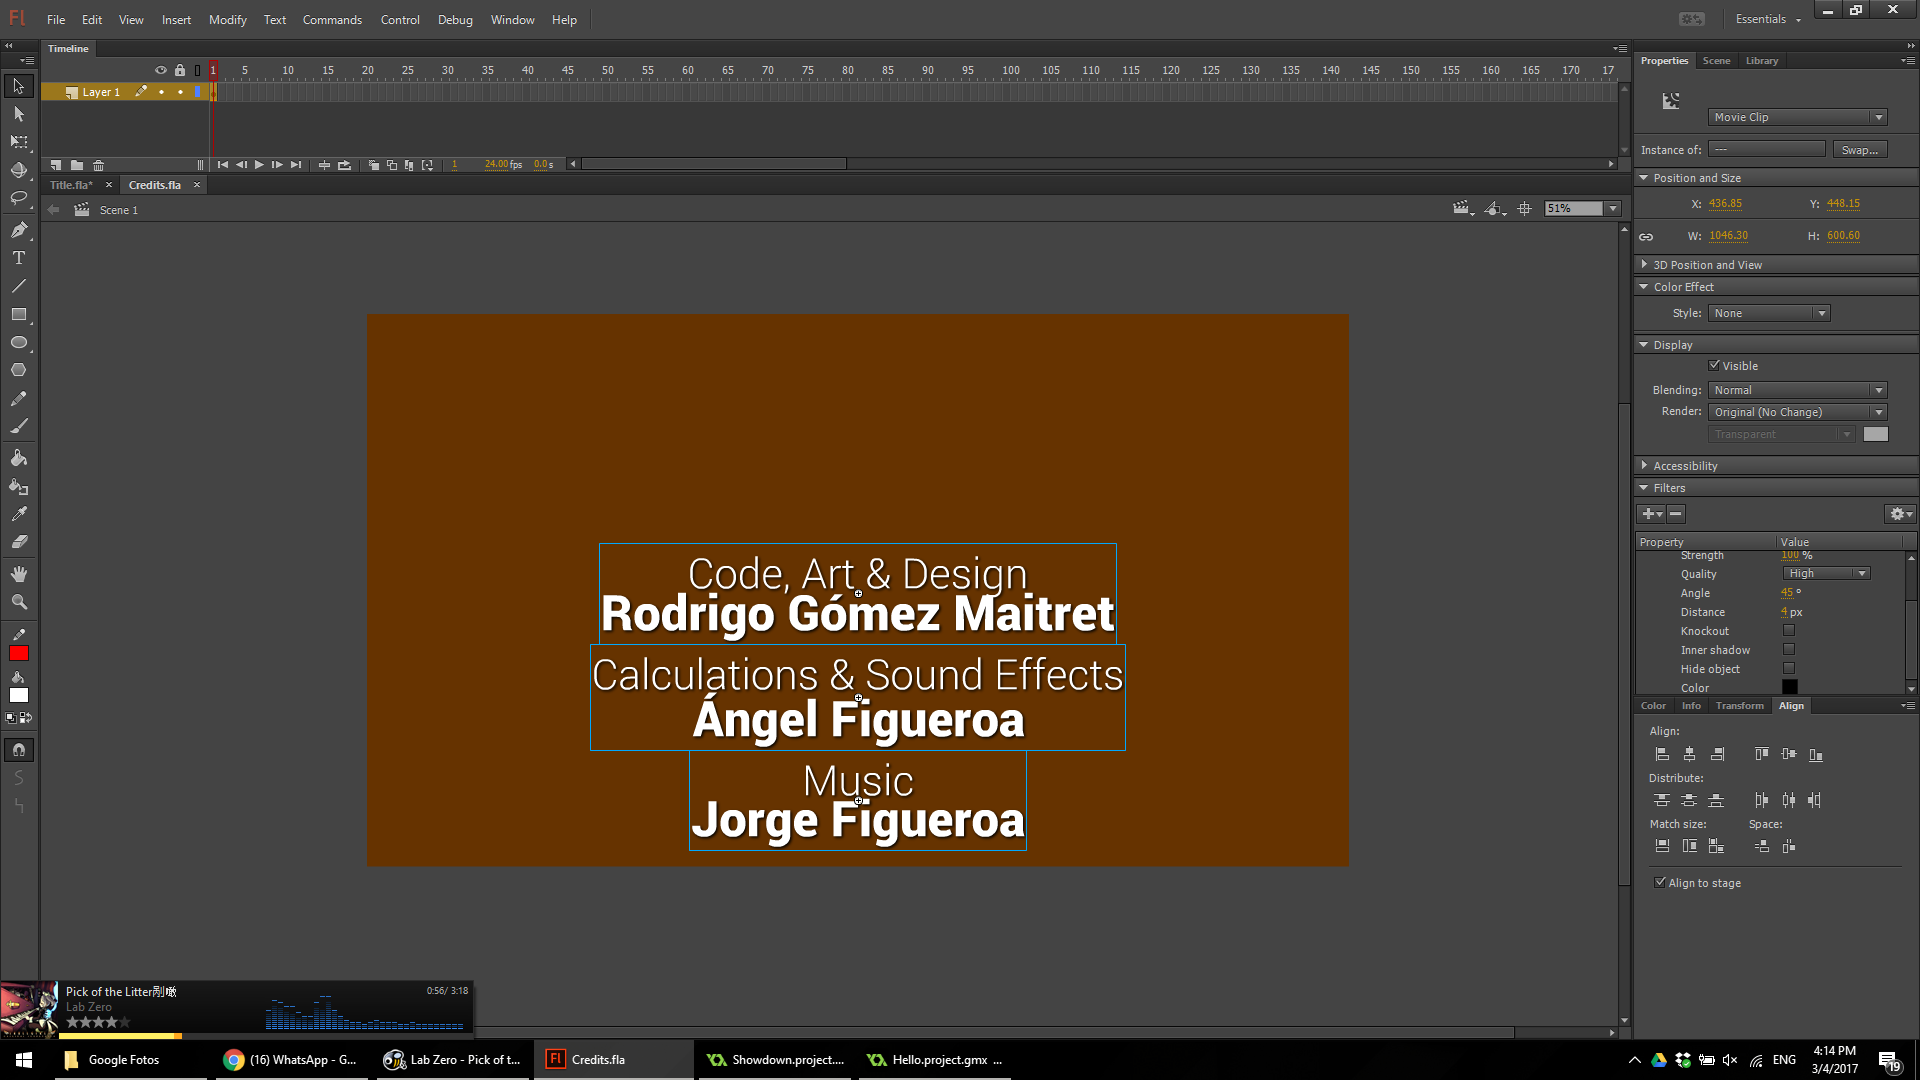 Fl File Edit View Insert Modify Text Commands Control Debug Window Help Essentials
Timeline
1 5 10 15 20 25 30 35 40 45 50 55 60 65 70 75 80 85 90 95 100 105 110 115 120 125 130 135 140 145 150 155 160 165 170 17
Layer 1
1 24.00 fps 0.0 s
Title.fla* × Credits.fla ×
Scene 1
51%
Code, Art & Design
Rodrigo Gómez Maitret
Calculations & Sound Effects
Ángel Figueroa
Music
Jorge Figueroa
Properties Scene Library
Movie Clip
Instance of: --- Swap...
Position and Size
X: 436.85 Y: 448.15
W: 1046.30 H: 600.60
3D Position and View
Color Effect
Style: None
Display
Visible
Blending: Normal
Render: Original (No Change)
Transparent
Accessibility
Filters
Property Value
Strength 100 %
Quality High
Angle 45 °
Distance 4 px
Knockout
Inner shadow
Hide object
Color
Color Info Transform Align
Align:
Distribute:
Match size: Space:
Align to stage
Pick of the Litter 0:56/ 3:18
Lab Zero
Google Fotos
(16) WhatsApp - G...
Lab Zero - Pick of t...
Fl Credits.fla
Showdown.project....
Hello.project.gmx ...
ENG
4:14 PM
3/4/2017
19